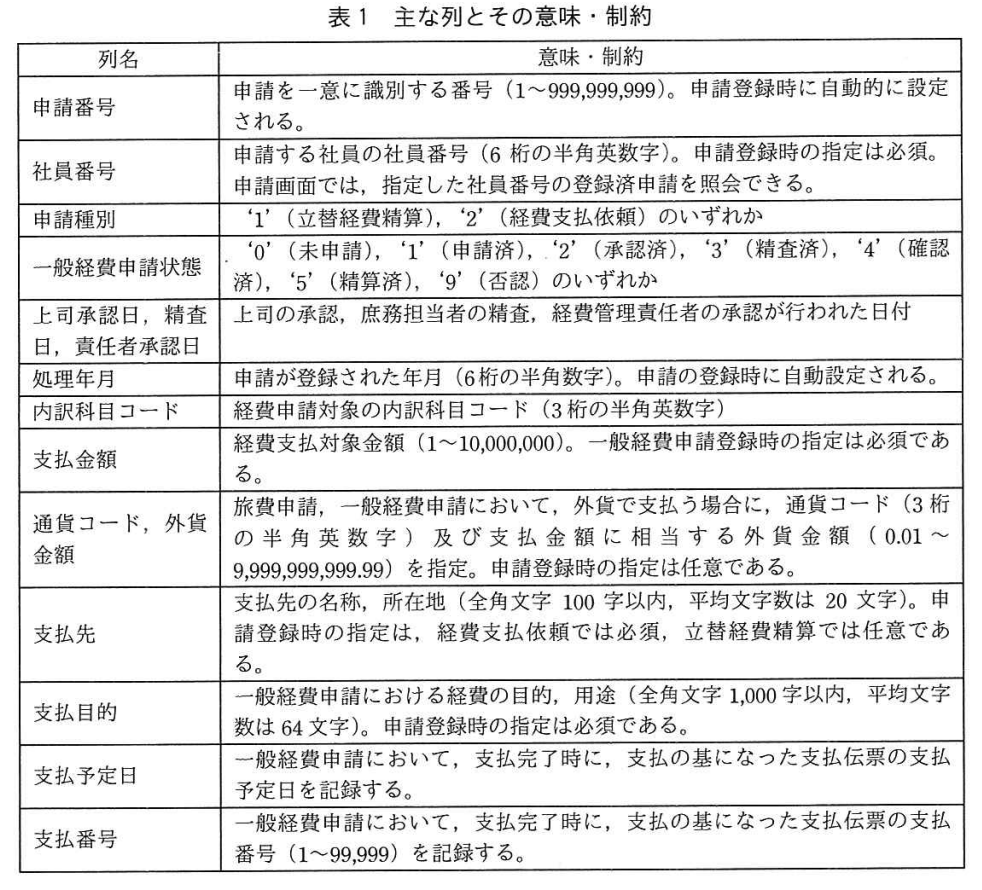 表1　主な列とその意味・制約
列名
意味・制約
申請番号
申請を一意に識別する番号（1～999,999,999）。申請登録時に自動的に設定
される。
社員番号
申請する社員の社員番号（6 桁の半角英数字）。申請登録時の指定は必須。
申請画面では，指定した社員番号の登録済申請を照会できる。
申請種別
‘1’（立替経費精算），‘2’（経費支払依頼）のいずれか
一般経費申請状態
‘0’（未申請），‘1’（申請済），‘2’（承認済），‘3’（精査済），‘4’（確認
済），‘5’（精算済），‘9’（否認）のいずれか
上司承認日，精査
日，責任者承認日
上司の承認，庶務担当者の精査，経費管理責任者の承認が行われた日付
処理年月
申請が登録された年月（6桁の半角数字）。申請の登録時に自動設定される。
内訳科目コード
経費申請対象の内訳科目コード（3 桁の半角英数字）
支払金額
経費支払対象金額（1～10,000,000）。一般経費申請登録時の指定は必須であ
る。
通貨コード，外貨
金額
旅費申請，一般経費申請において，外貨で支払う場合に，通貨コード（3 桁
の半角英数字）及び支払金額に相当する外貨金額（0.01～
9,999,999,999.99）を指定。申請登録時の指定は任意である。
支払先
支払先の名称，所在地（全角文字 100 字以内，平均文字数は 20 文字）。申
請登録時の指定は，経費支払依頼では必須，立替経費精算では任意であ
る。
支払目的
一般経費申請における経費の目的，用途（全角文字 1,000 字以内，平均文字
数は 64 文字）。申請登録時の指定は必須である。
支払予定日
一般経費申請において，支払完了時に，支払の基になった支払伝票の支払
予定日を記録する。
支払番号
一般経費申請において，支払完了時に，支払の基になった支払伝票の支払
番号（1～99,999）を記録する。